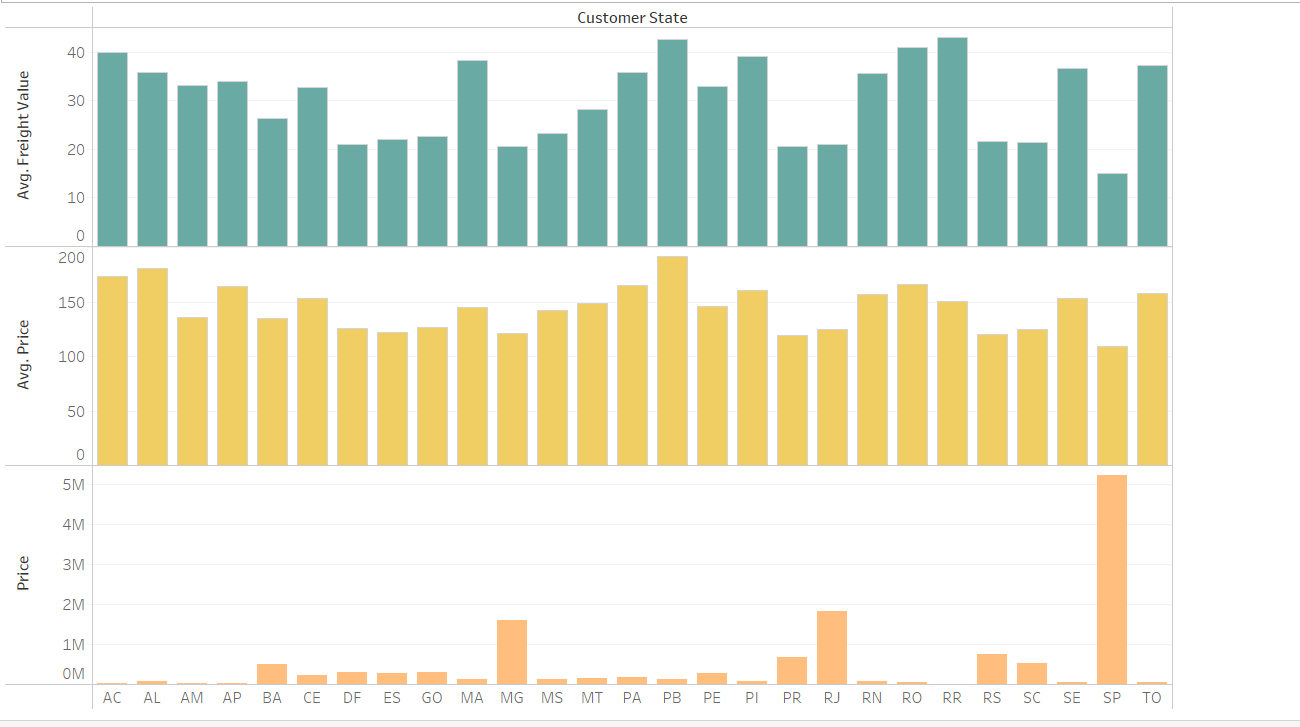 Customer State
Avg. Freight Value
40
30
20
10
0
Avg. Price
200
150
100
50
0
Price
5M
4M
3M
2M
1M
0M
AC AL AM AP BA CE DF ES GO MA MG MS MT PA PB PE PI PR RJ RN RO RR RS SC SE SP TO